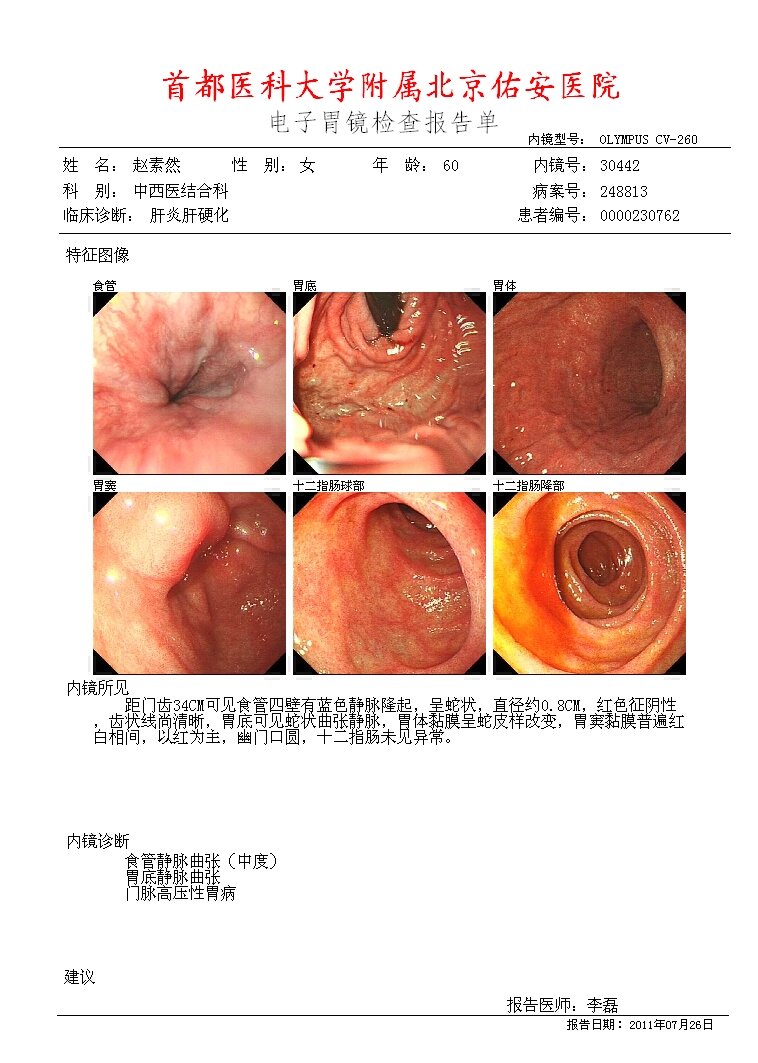 首都医科大学附属北京佑安医院
电子胃镜检查报告单
内镜型号: OLYMPUS CV-260
姓 名: 赵素然 性 别: 女 年 龄: 60 内镜号: 30442
科 别: 中西医结合科 病案号: 248813
临床诊断: 肝炎肝硬化 患者编号: 0000230762
特征图像
食管 胃底 胃体
胃窦 十二指肠球部 十二指肠降部
内镜所见
距门齿34CM可见食管四壁有蓝色静脉隆起, 呈蛇状, 直径约0.8CM, 红色征阴性
, 齿状线尚清晰, 胃底可见蛇状曲张静脉, 胃体黏膜呈蛇皮样改变, 胃窦黏膜普遍红
白相间, 以红为主, 幽门口圆, 十二指肠未见异常。
内镜诊断
食管静脉曲张（中度）
胃底静脉曲张
门脉高压性胃病
建议
报告医师: 李磊
报告日期: 2011年07月26日